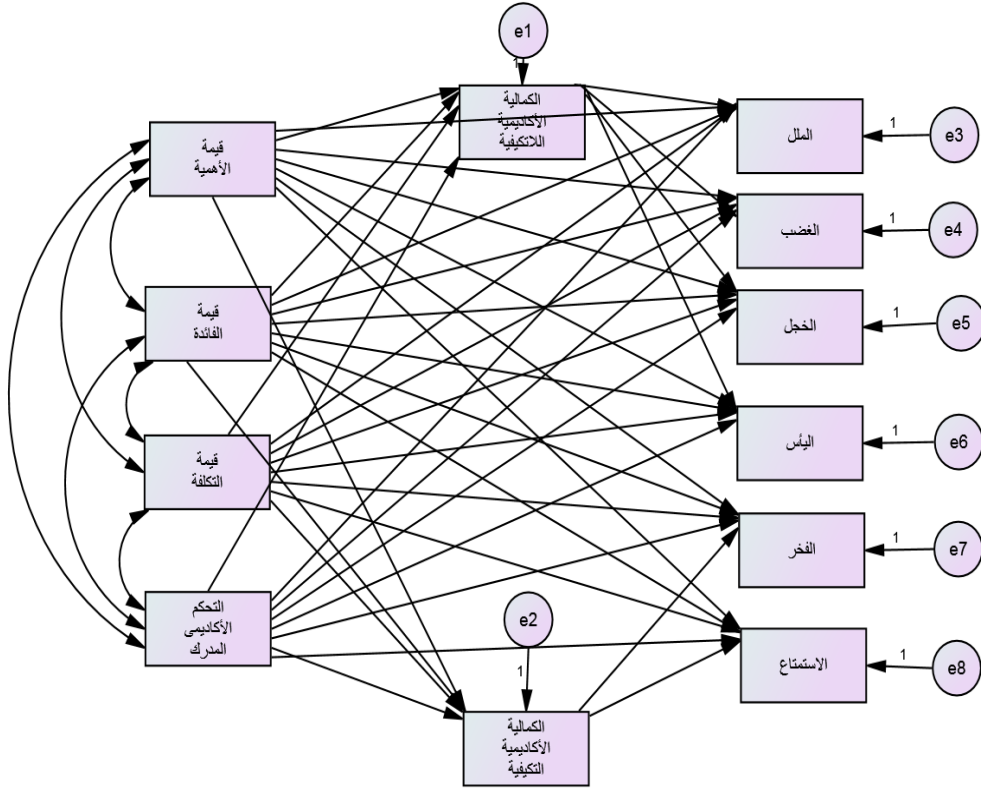 e1
1
الكمالية
الأكاديمية
اللاتكيفية
قيمة
الأهمية
الملل
1
e3
الغضب
1
e4
قيمة
الفائدة
الخجل
1
e5
قيمة
التكلفة
اليأس
1
e6
الفخر
1
e7
التحكم
الأكاديمى
المدرك
e2
1
الاستمتاع
1
e8
الكمالية
الأكاديمية
التكيفية